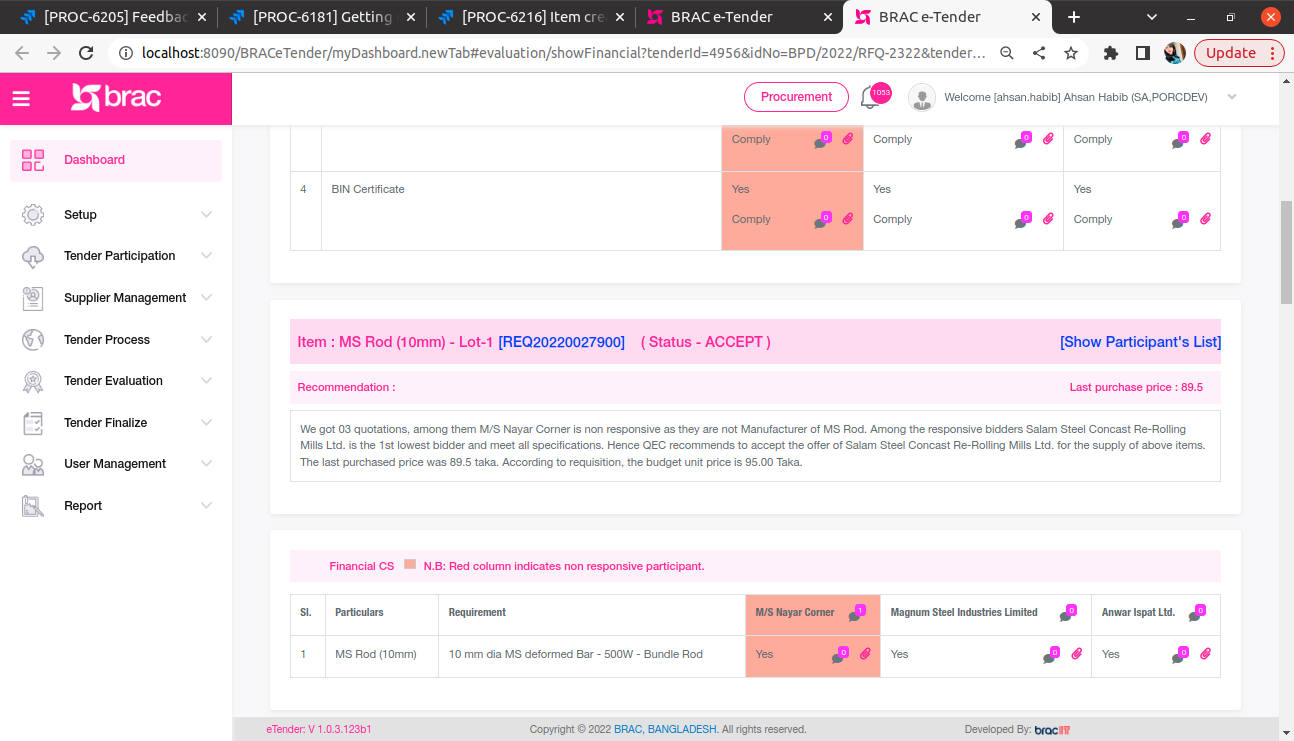 [PROC-6205] Feedbac
[PROC-6181] Getting
[PROC-6216] Item cre
BRAC e-Tender
BRAC e-Tender
localhost:8090/BRACeTender/myDashboard.newTab#evaluation/showFinancial?tenderId=4956&idNo=BPD/2022/RFQ-2322&tender...
Update
brac
Procurement
1053
Welcome [ahsan.habib] Ahsan Habib (SA,PORCDEV)
Dashboard
Setup
Tender Participation
Supplier Management
Tender Process
Tender Evaluation
Tender Finalize
User Management
Report
Comply 0 Comply 0 Comply 0
4 BIN Certificate Yes Yes Yes
Comply 0 Comply 0 Comply 0
Item : MS Rod (10mm) - Lot-1 [REQ20220027900] ( Status - ACCEPT ) [Show Participant's List]
Recommendation : Last purchase price : 89.5
We got 03 quotations, among them M/S Nayar Corner is non responsive as they are not Manufacturer of MS Rod. Among the responsive bidders Salam Steel Concast Re-Rolling
Mills Ltd. is the 1st lowest bidder and meet all specifications. Hence QEC recommends to accept the offer of Salam Steel Concast Re-Rolling Mills Ltd. for the supply of above items.
The last purchased price was 89.5 taka. According to requisition, the budget unit price is 95.00 Taka.
Financial CS N.B: Red column indicates non responsive participant.
Sl. Particulars Requirement M/S Nayar Corner 1 Magnum Steel Industries Limited 0 Anwar Ispat Ltd. 0
1 MS Rod (10mm) 10 mm dia MS deformed Bar - 500W - Bundle Rod Yes 0 Yes 0 Yes 0
eTender: V 1.0.3.123b1 Copyright © 2022 BRAC, BANGLADESH. All rights reserved. Developed By: bracIT